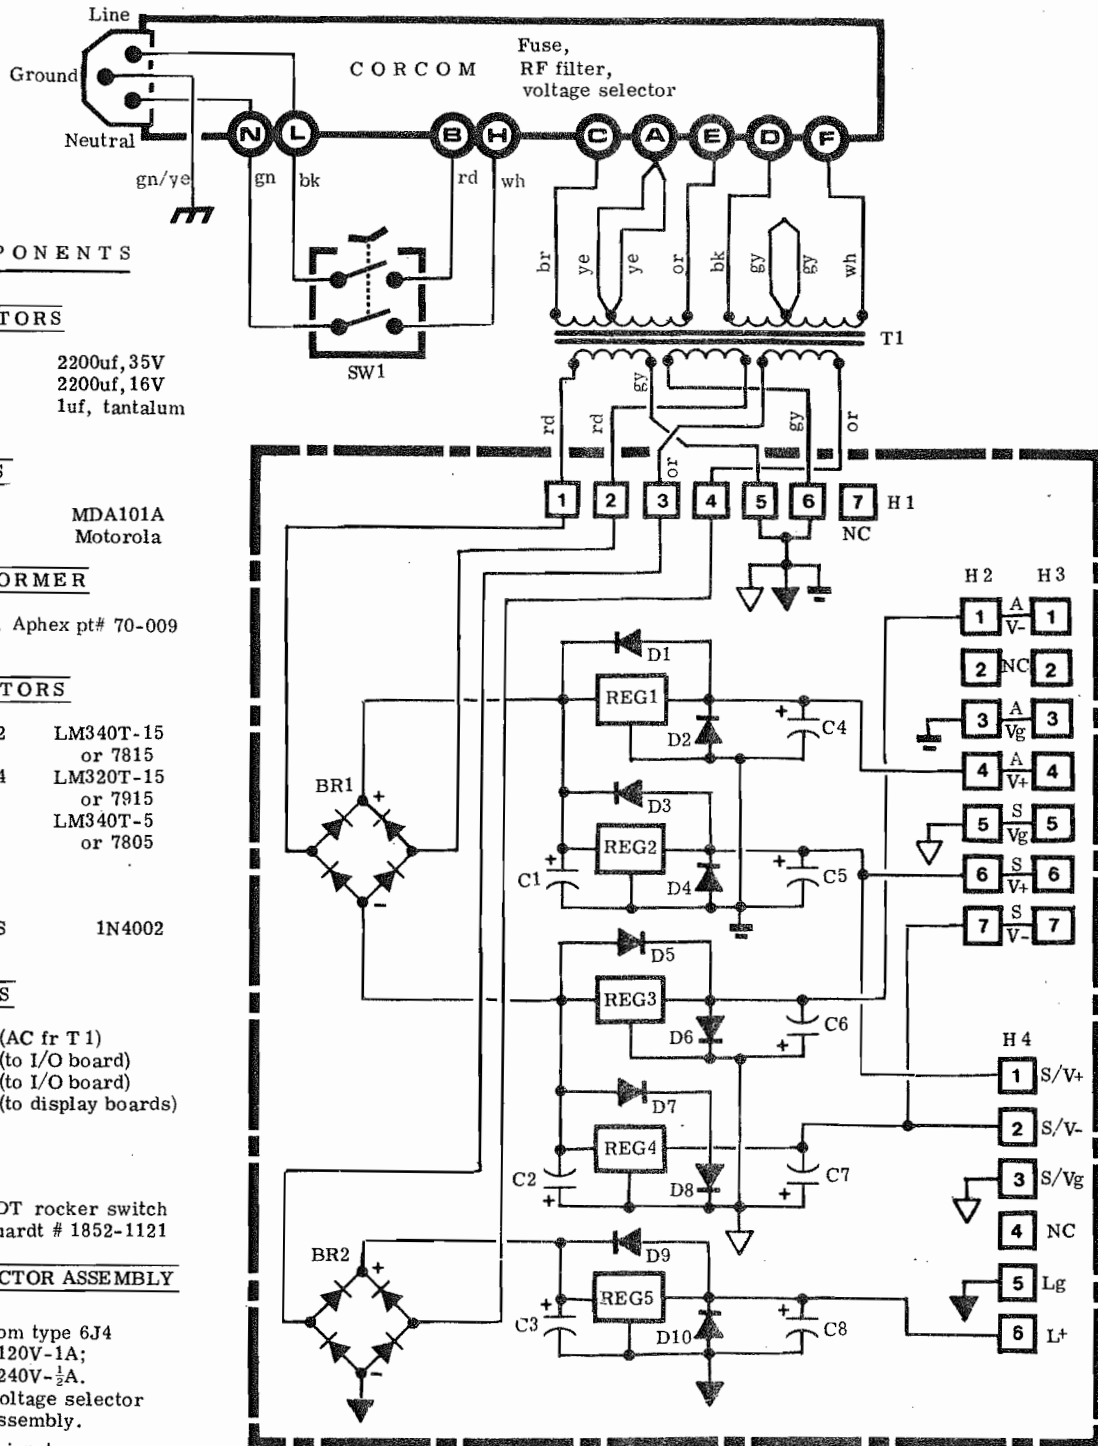 Line
Ground
Neutral
CORCOM
Fuse,
RF filter,
voltage selector
N L B H C A E D F
gn/ye
gn
bk
rd
wh
br
ye
ye
or
bk
gy
gy
wh
SW1
T1
PONENTS
TORS
2200uf,35V
2200uf,16V
1uf, tantalum
S
MDA101A
Motorola
ORMER
Aphex pt# 70-009
TORS
2 LM340T-15
or 7815
4 LM320T-15
or 7915
LM340T-5
or 7805
S 1N4002
S
(AC fr T1)
(to I/O board)
(to I/O board)
(to display boards)
OT rocker switch
hardt # 1852-1121
CTOR ASSEMBLY
om type 6J4
120V-1A;
240V-½A.
oltage selector
ssembly.
rd
rd
gy
or
gy
or
1 2 3 4 5 6 7 H1
NC
H2 H3
1 A V- 1
2 NC 2
3 A Vg 3
4 A V+ 4
5 S Vg 5
6 S V+ 6
7 S V- 7
D1
REG1
D2
+ C4
BR1
+
-
D3
REG2
C1 +
D4
+ C5
D5
REG3
D6
+ C6
D7
REG4
C2 +
D8
+ C7
BR2
+
-
D9
REG5
C3 +
D10
+ C8
H4
1 S/V+
2 S/V-
3 S/Vg
4 NC
5 Lg
6 L+